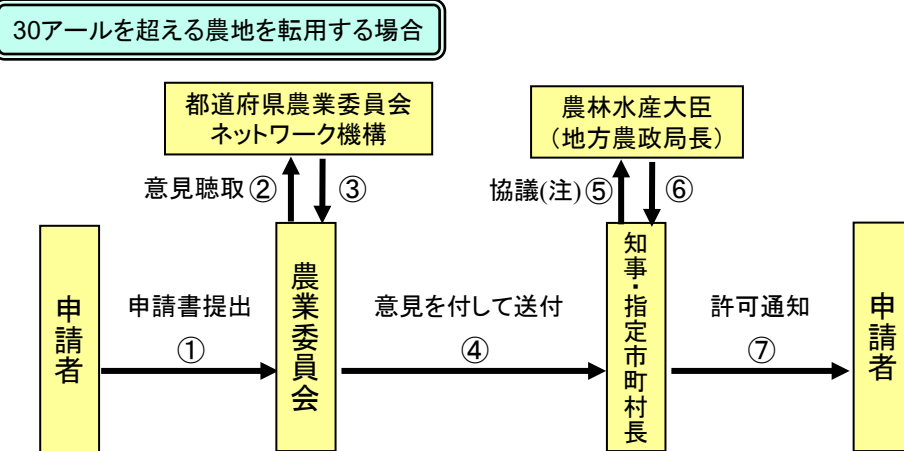 30アールを超える農地を転用する場合
都道府県農業委員会
ネットワーク機構
農林水産大臣
（地方農政局長）
意見聴取②
③
協議(注)⑤
⑥
申請者
申請書提出
①
農業委員会
意見を付して送付
④
知事・指定市町村長
許可通知
⑦
申請者